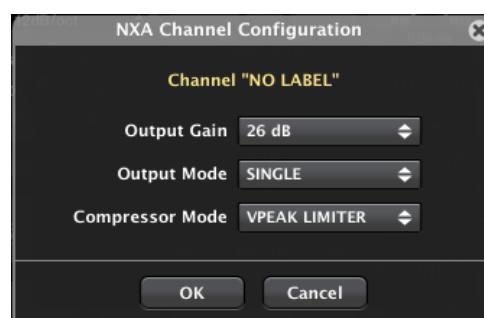 NXA Channel Configuration
Channel "NO LABEL"
Output Gain 26 dB
Output Mode SINGLE
Compressor Mode VPEAK LIMITER
OK Cancel